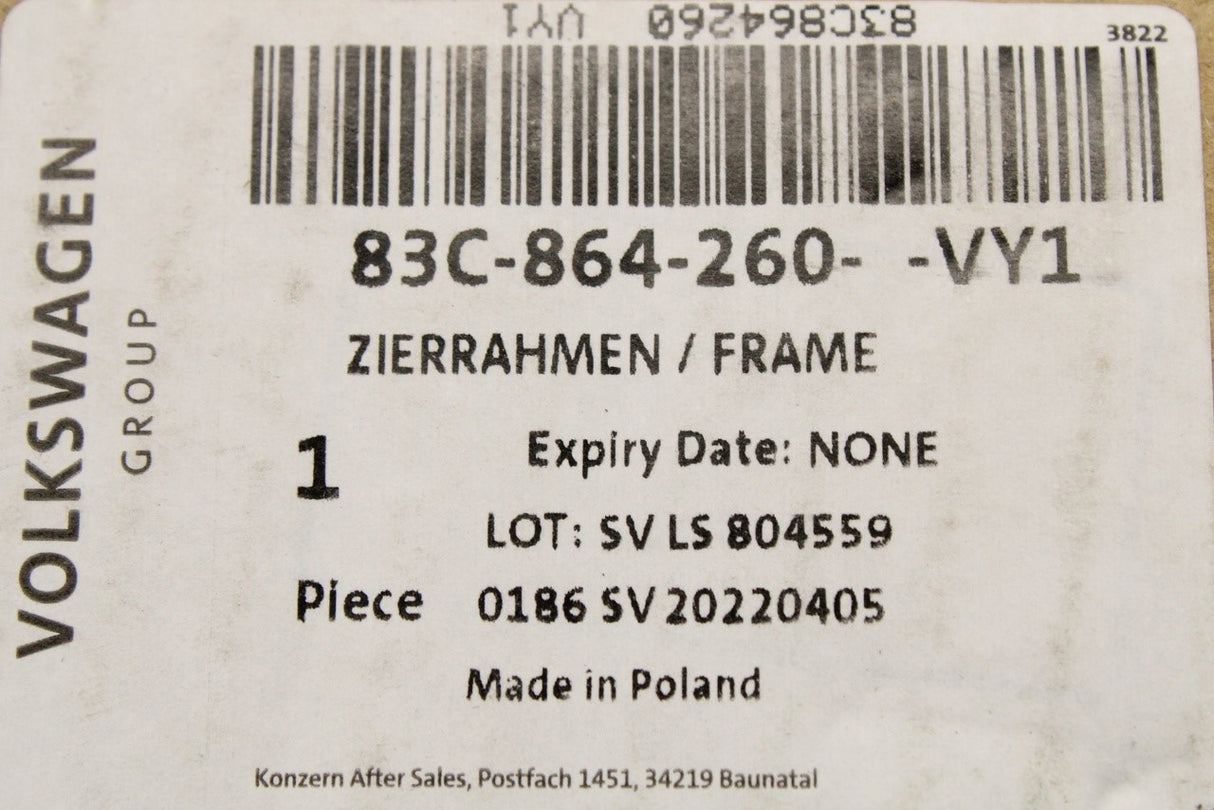 83C864260 VY1
3822
83C-864-260- -VY1
ZIERRAHMEN / FRAME
1
Expiry Date: NONE
LOT: SV LS 804559
Piece
0186 SV 20220405
Made in Poland
Konzern After Sales, Postfach 1451, 34219 Baunatal
VOLKSWAGEN
GROUP